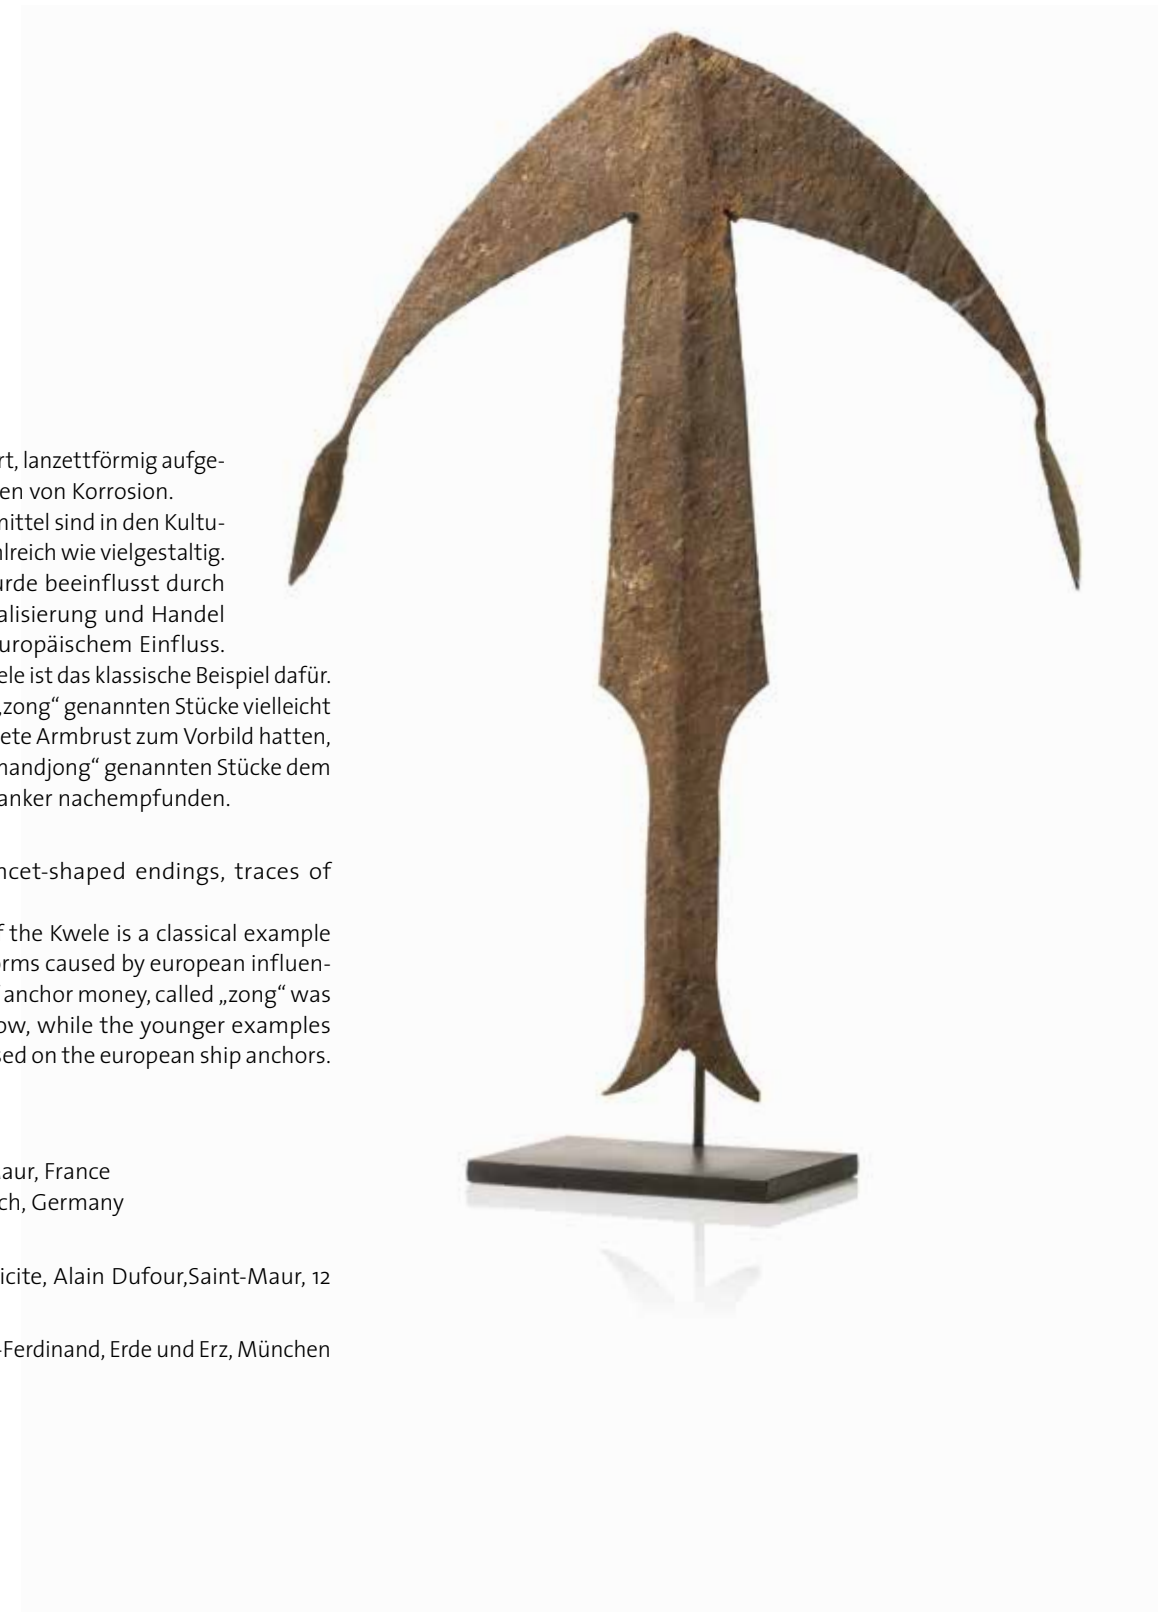 rt, lanzettförmig aufge-
en von Korrosion.
mittel sind in den Kultu-
lreich wie vielgestaltig.
urde beeinflusst durch
alisierung und Handel
uropäischem Einfluss.
ele ist das klassische Beispiel dafür.
„zong“ genannten Stücke vielleicht
ete Armbrust zum Vorbild hatten,
mandjong“ genannten Stücke dem
anker nachempfunden.
ncet-shaped endings, traces of
f the Kwele is a classical example
orms caused by european influen-
f anchor money, called „zong“ was
ow, while the younger examples
sed on the european ship anchors.
aur, France
ch, Germany
icite, Alain Dufour,Saint-Maur, 12
-Ferdinand, Erde und Erz, München